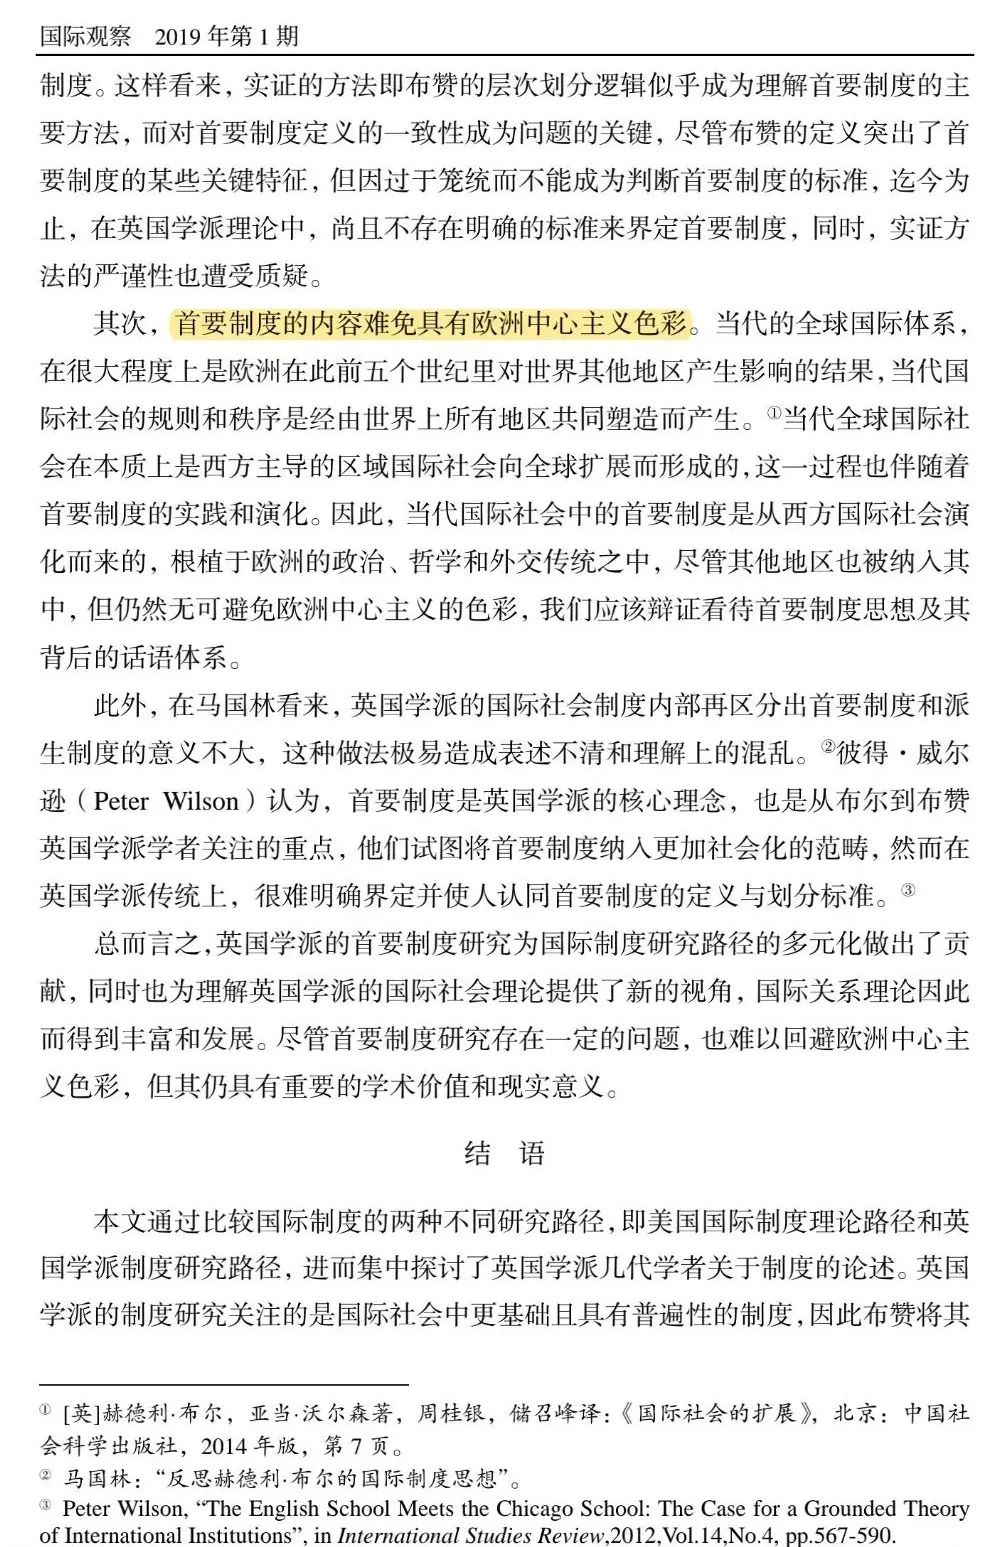 国际观察 2019 年第 1 期
制度。这样看来，实证的方法即布赞的层次划分逻辑似乎成为理解首要制度的主
要方法，而对首要制度定义的一致性成为问题的关键，尽管布赞的定义突出了首
要制度的某些关键特征，但因过于笼统而不能成为判断首要制度的标准，迄今为
止，在英国学派理论中，尚且不存在明确的标准来界定首要制度，同时，实证方
法的严谨性也遭受质疑。
其次，首要制度的内容难免具有欧洲中心主义色彩。当代的全球国际体系，
在很大程度上是欧洲在此前五个世纪里对世界其他地区产生影响的结果，当代国
际社会的规则和秩序是经由世界上所有地区共同塑造而产生。①当代全球国际社
会在本质上是西方主导的区域国际社会向全球扩展而形成的，这一过程也伴随着
首要制度的实践和演化。因此，当代国际社会中的首要制度是从西方国际社会演
化而来的，根植于欧洲的政治、哲学和外交传统之中，尽管其他地区也被纳入其
中，但仍然无可避免欧洲中心主义的色彩，我们应该辩证看待首要制度思想及其
背后的话语体系。
此外，在马国林看来，英国学派的国际社会制度内部再区分出首要制度和派
生制度的意义不大，这种做法极易造成表述不清和理解上的混乱。②彼得·威尔
逊（Peter Wilson）认为，首要制度是英国学派的核心理念，也是从布尔到布赞
英国学派学者关注的重点，他们试图将首要制度纳入更加社会化的范畴，然而在
英国学派传统上，很难明确界定并使人认同首要制度的定义与划分标准。③
总而言之，英国学派的首要制度研究为国际制度研究路径的多元化做出了贡
献，同时也为理解英国学派的国际社会理论提供了新的视角，国际关系理论因此
而得到丰富和发展。尽管首要制度研究存在一定的问题，也难以回避欧洲中心主
义色彩，但其仍具有重要的学术价值和现实意义。
结 语
本文通过比较国际制度的两种不同研究路径，即美国国际制度理论路径和英
国学派制度研究路径，进而集中探讨了英国学派几代学者关于制度的论述。英国
学派的制度研究关注的是国际社会中更基础且具有普遍性的制度，因此布赞将其
① [英]赫德利·布尔，亚当·沃尔森著，周桂银，储召峰译：《国际社会的扩展》，北京：中国社
会科学出版社，2014 年版，第 7 页。
② 马国林：“反思赫德利·布尔的国际制度思想”。
③ Peter Wilson, “The English School Meets the Chicago School: The Case for a Grounded Theory
of International Institutions”, in International Studies Review,2012,Vol.14,No.4, pp.567-590.